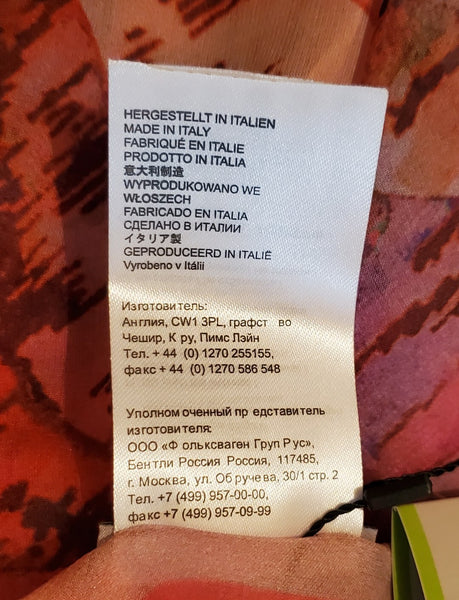 HERGESTELLT IN ITALIEN
MADE IN ITALY
FABRIQUÉ EN ITALIE
PRODOTTO IN ITALIA
意大利制造
WYPRODUKOWANO WE
WŁOSZECH
FABRICADO EN ITALIA
СДЕЛАНО В ИТАЛИИ
イタリア製
GEPRODUCEERD IN ITALIË
Vyrobeno v Itálii
Изготовитель:
Англия, CW1 3PL, графст во
Чешир, К ру, Пимс Лэйн
Тел. + 44 (0) 1270 255155,
факс + 44 (0) 1270 586 548
Уполном оченный пр едставитель
изготовителя:
ООО «Ф ольксваген Груп Рус»,
Бентли Россия Россия, 117485,
г. Москва, ул. Об ручева, 30/1 стр. 2
Тел. +7 (499) 957-00-00,
факс +7 (499) 957-09-99